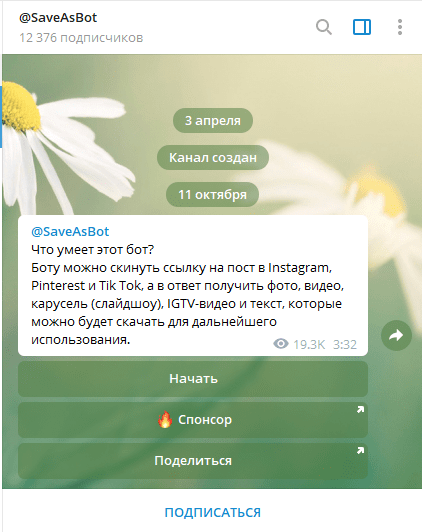 @SaveAsBot
12 376 подписчиков
3 апреля
Канал создан
11 октября
@SaveAsBot
Что умеет этот бот?
Боту можно скинуть ссылку на пост в Instagram,
Pinterest и Tik Tok, а в ответ получить фото, видео,
карусель (слайдшоу), IGTV-видео и текст, которые
можно будет скачать для дальнейшего
использования.
19.3K 3:32
Начать
🔥 Спонсор
Поделиться
ПОДПИСАТЬСЯ